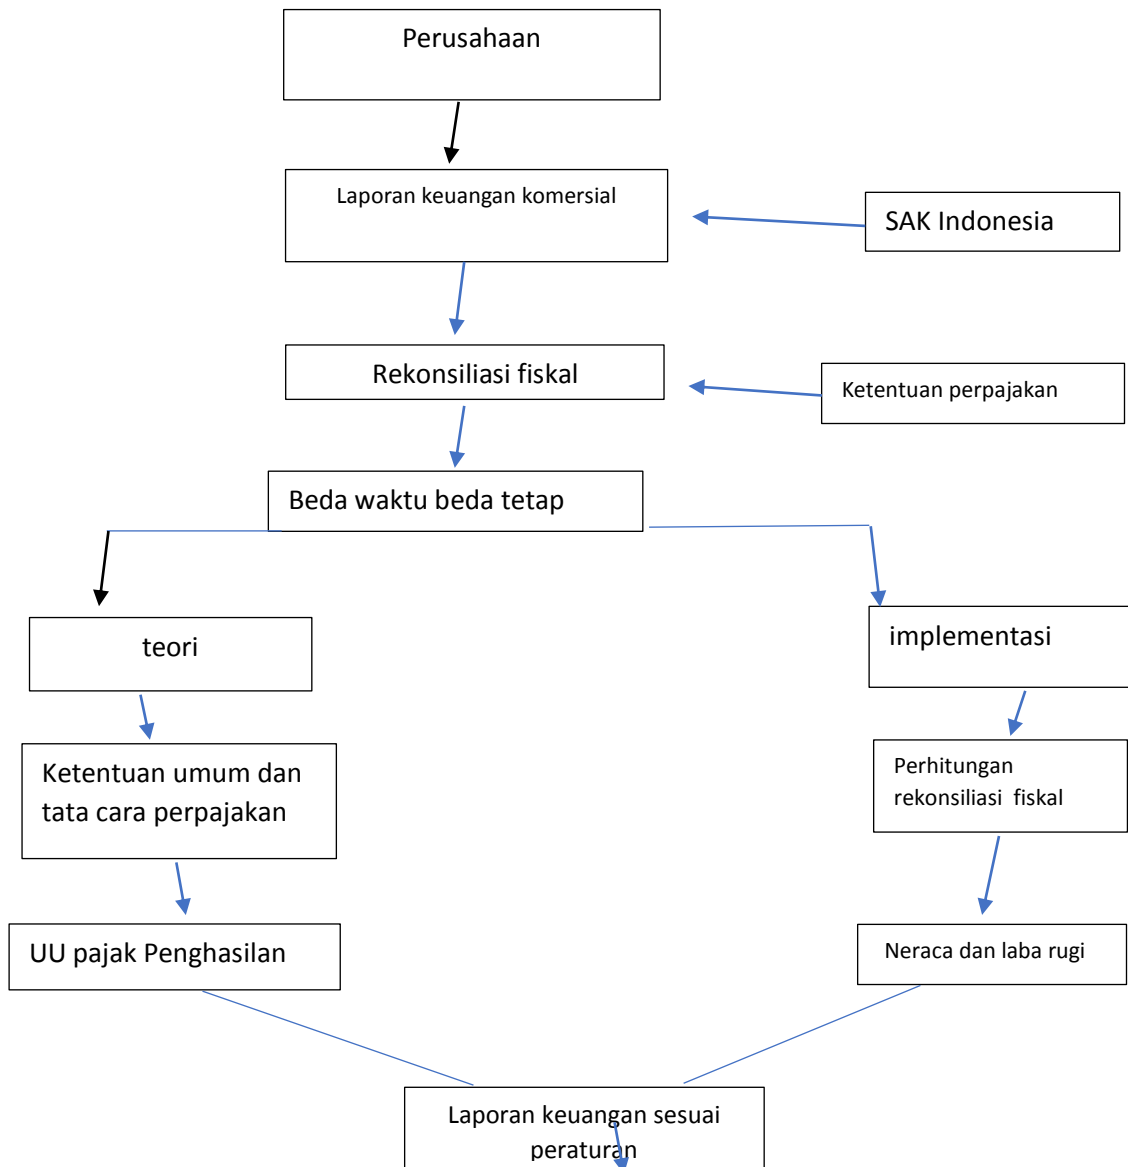 Perusahaan
Laporan keuangan komersial
SAK Indonesia
Rekonsiliasi fiskal
Ketentuan perpajakan
Beda waktu beda tetap
teori
implementasi
Ketentuan umum dan
tata cara perpajakan
Perhitungan
rekonsiliasi fiskal
UU pajak Penghasilan
Neraca dan laba rugi
Laporan keuangan sesuai
peraturan